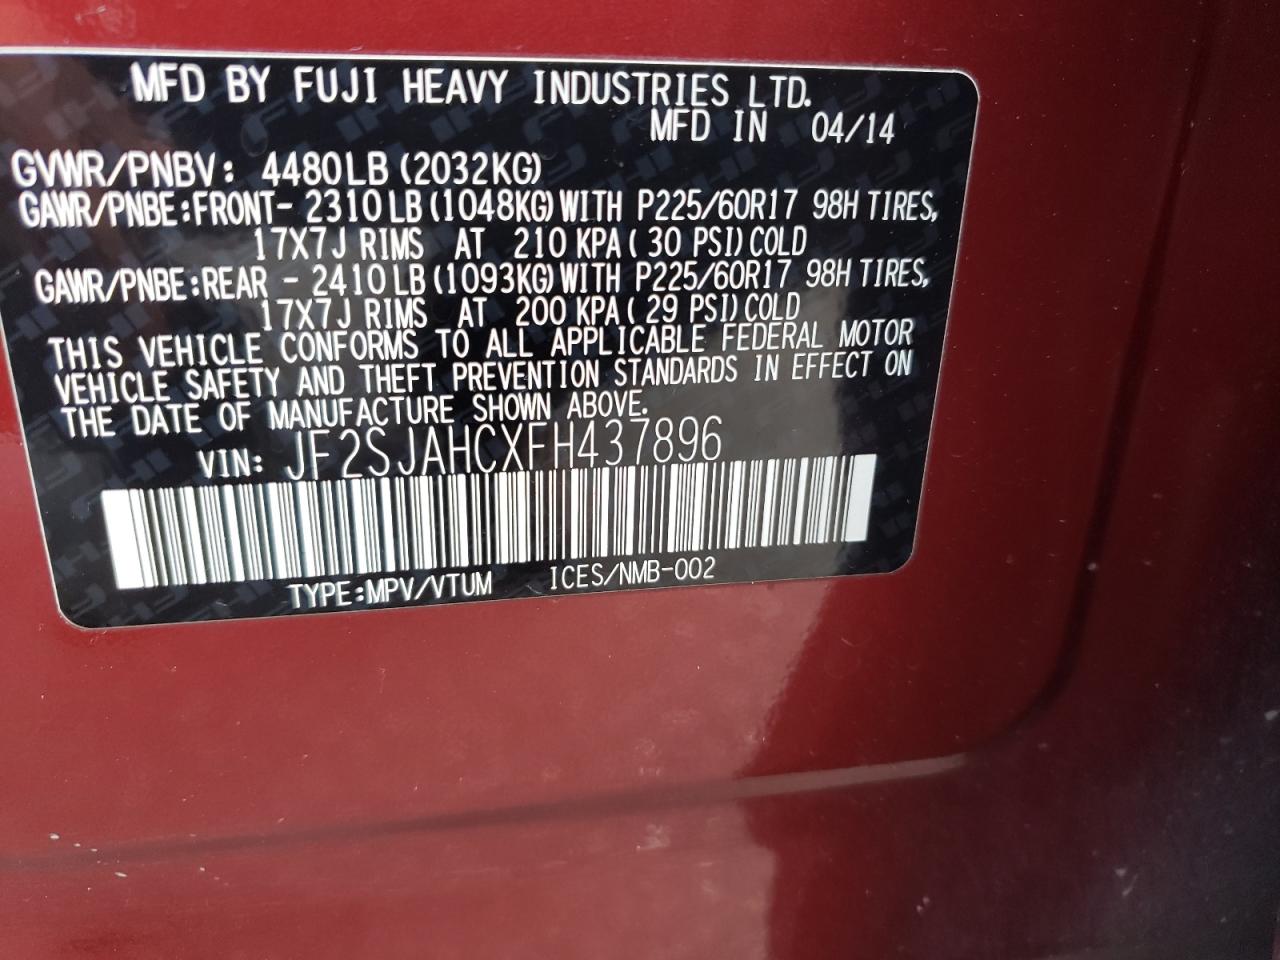 MFD BY FUJI HEAVY INDUSTRIES LTD.
MFD IN 04/14
GVWR/PNBV: 4480LB (2032KG)
GAWR/PNBE:FRONT- 2310LB (1048KG) WITH P225/60R17 98H TIRES,
17X7J RIMS AT 210 KPA (30 PSI) COLD
GAWR/PNBE:REAR - 2410LB (1093KG) WITH P225/60R17 98H TIRES,
17X7J RIMS AT 200 KPA (29 PSI) COLD
THIS VEHICLE CONFORMS TO ALL APPLICABLE FEDERAL MOTOR
VEHICLE SAFETY AND THEFT PREVENTION STANDARDS IN EFFECT ON
THE DATE OF MANUFACTURE SHOWN ABOVE.
VIN: JF2SJAHCXFH437896
TYPE:MPV/VTUM ICES/NMB-002